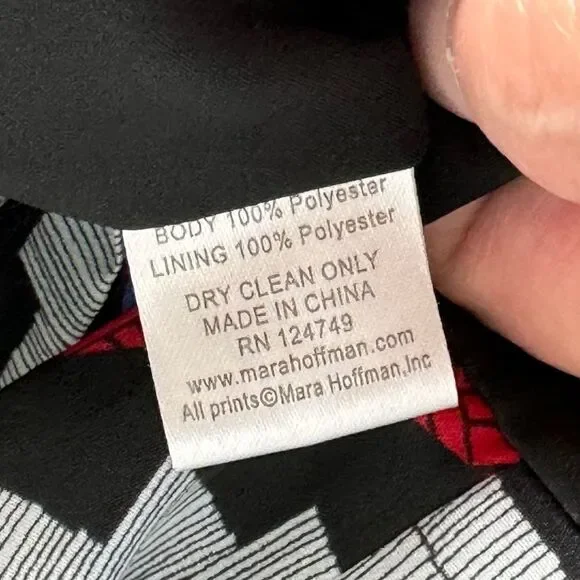 BODY 100% Polyester
LINING 100% Polyester
DRY CLEAN ONLY
MADE IN CHINA
RN 124749
www.marahoffman.com
All prints©Mara Hoffman,Inc